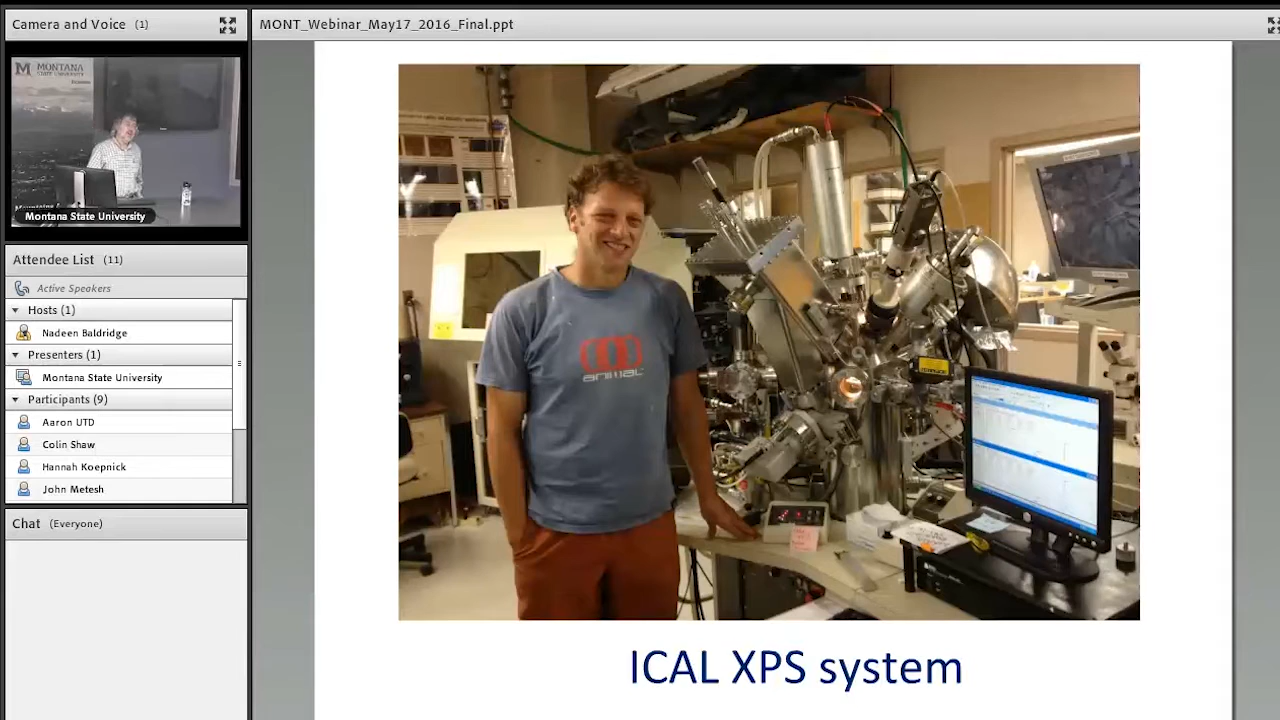 Camera and Voice (1)
MONTANA
STATE UNIVERSITY
Montana State University
Attendee List (11)
Active Speakers
Hosts (1)
Nadeen Baldridge
Presenters (1)
Montana State University
Participants (9)
Aaron UTD
Colin Shaw
Hannah Koepnick
John Metesh
Chat (Everyone)
MONT_Webinar_May17_2016_Final.ppt
animal
ICAL XPS system